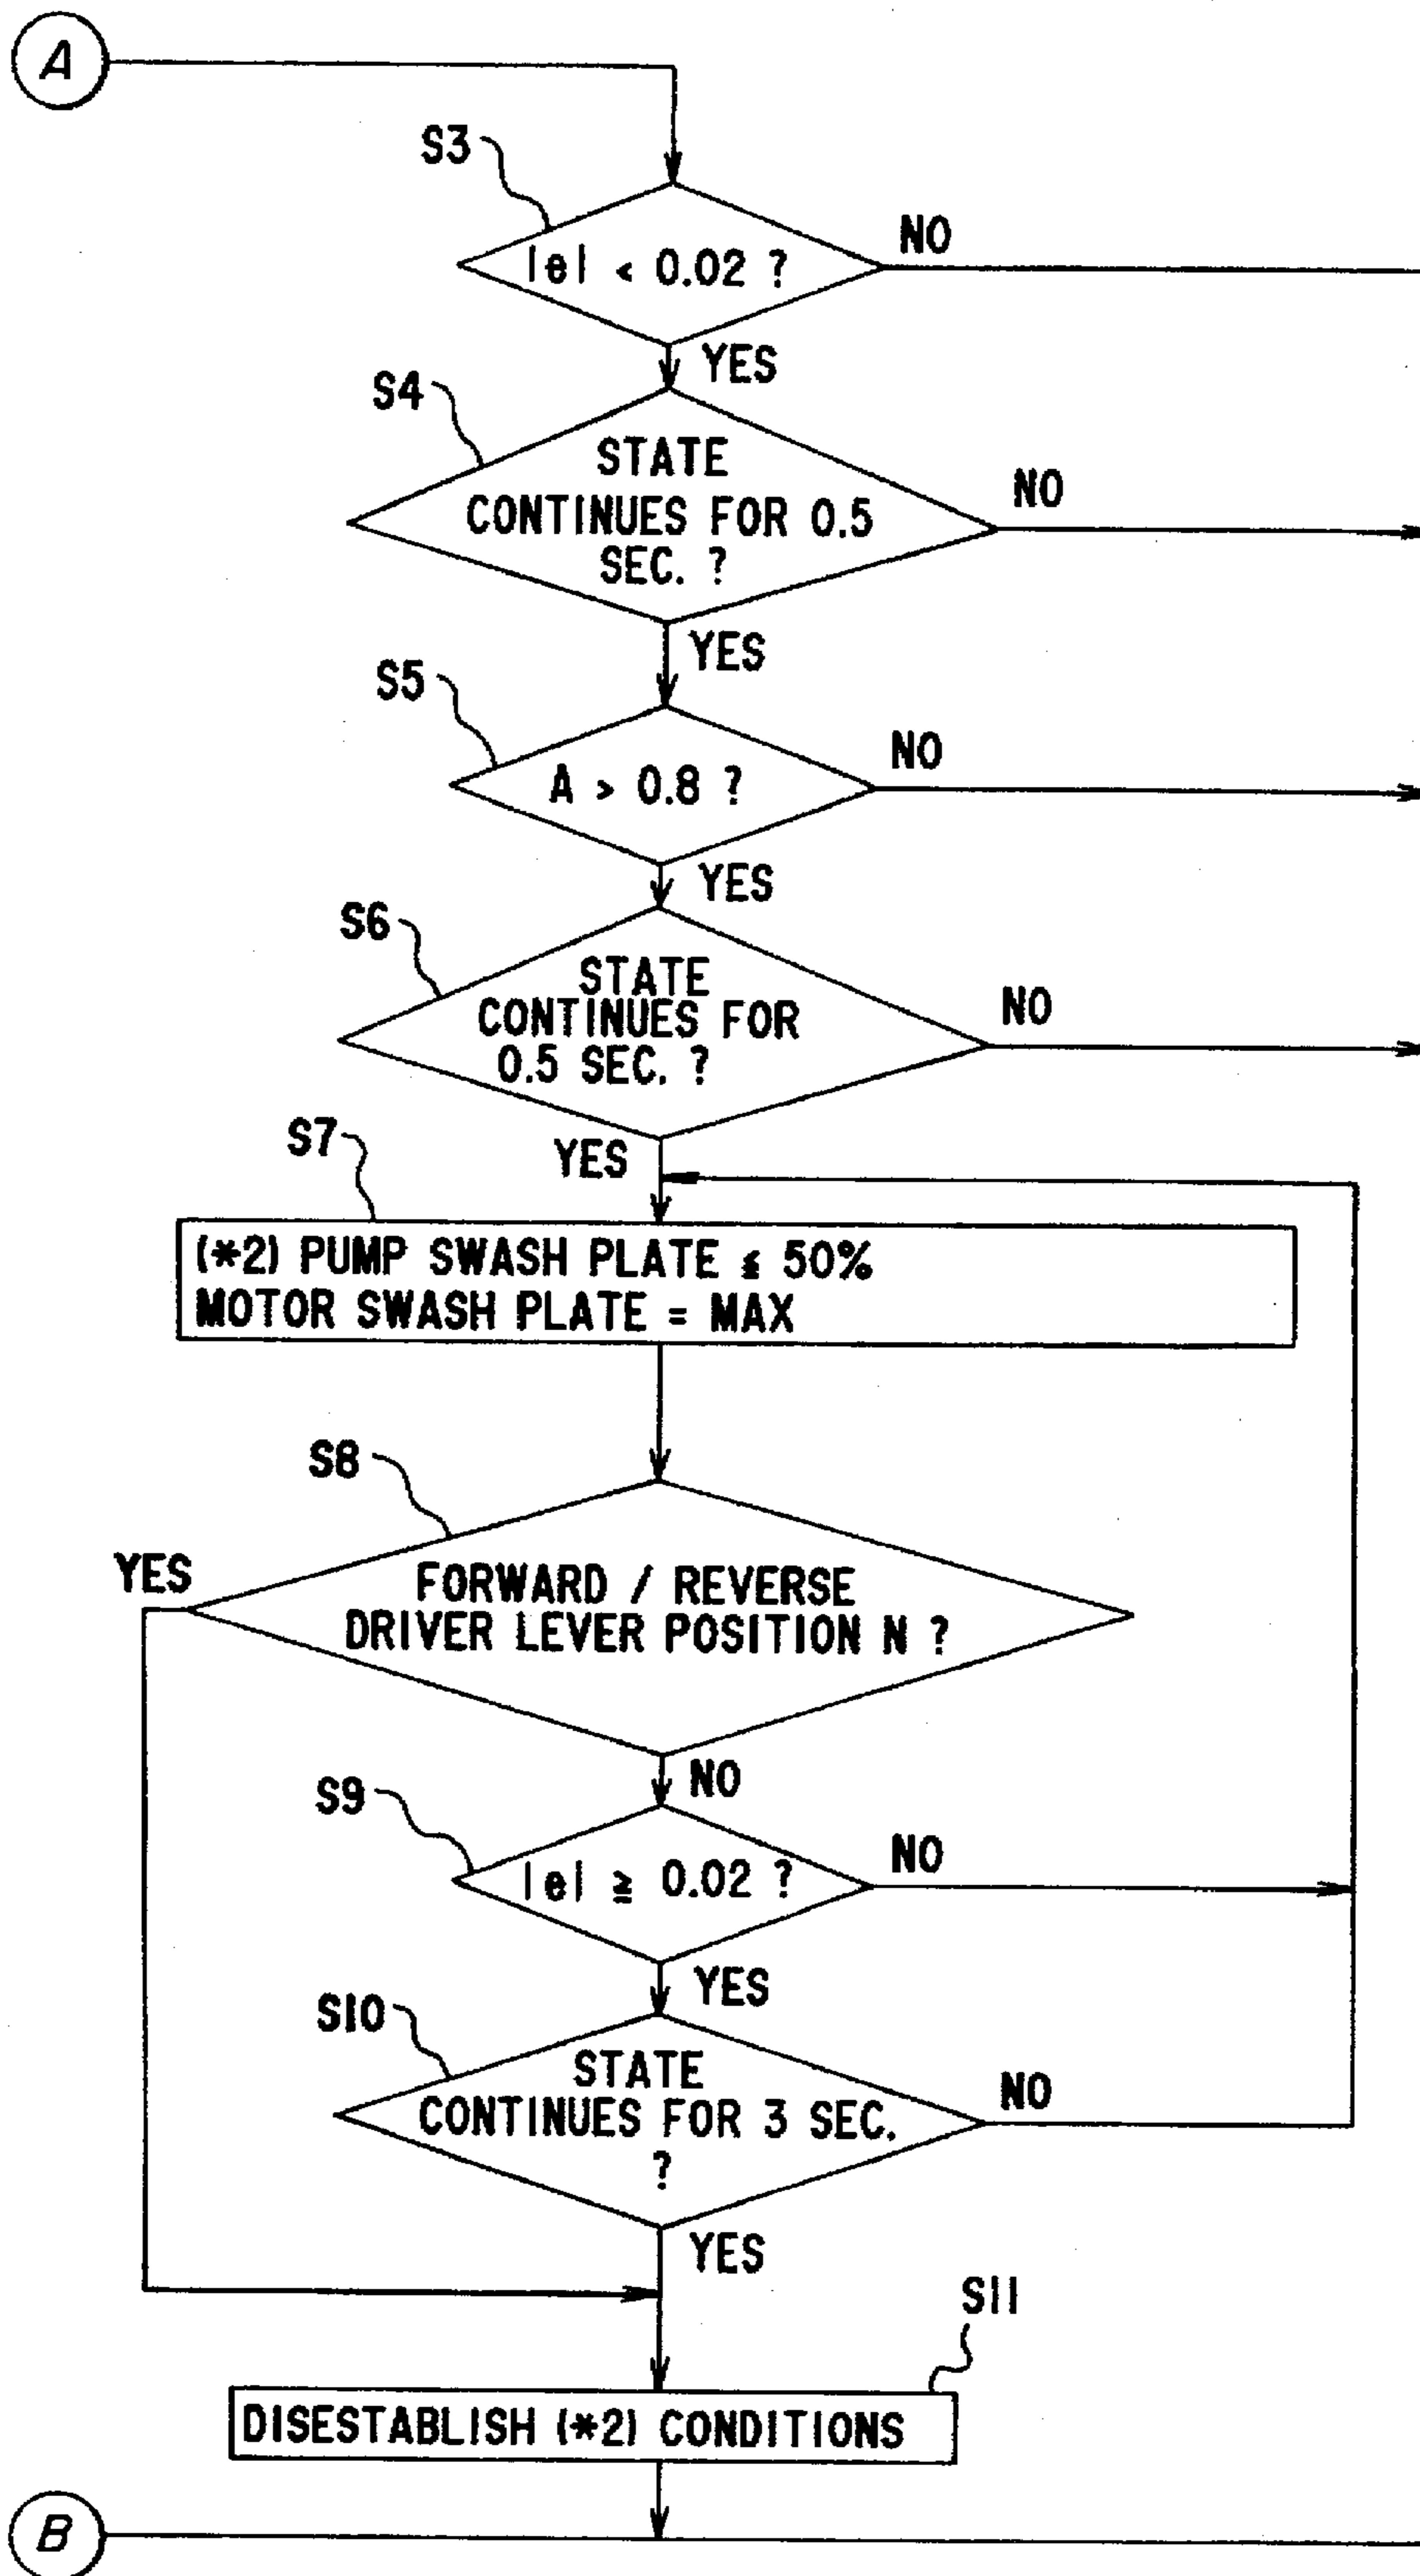 A
S3
|e| < 0.02 ?
NO
YES
S4
STATE
CONTINUES FOR 0.5
SEC. ?
NO
YES
S5
A > 0.8 ?
NO
YES
S6
STATE
CONTINUES FOR
0.5 SEC. ?
NO
YES
S7
(*2) PUMP SWASH PLATE ≦ 50%
MOTOR SWASH PLATE = MAX
S8
YES
FORWARD / REVERSE
DRIVER LEVER POSITION N ?
NO
S9
|e| ≧ 0.02 ?
NO
YES
S10
STATE
CONTINUES FOR 3 SEC.
?
NO
YES
S11
DISESTABLISH (*2) CONDITIONS
B